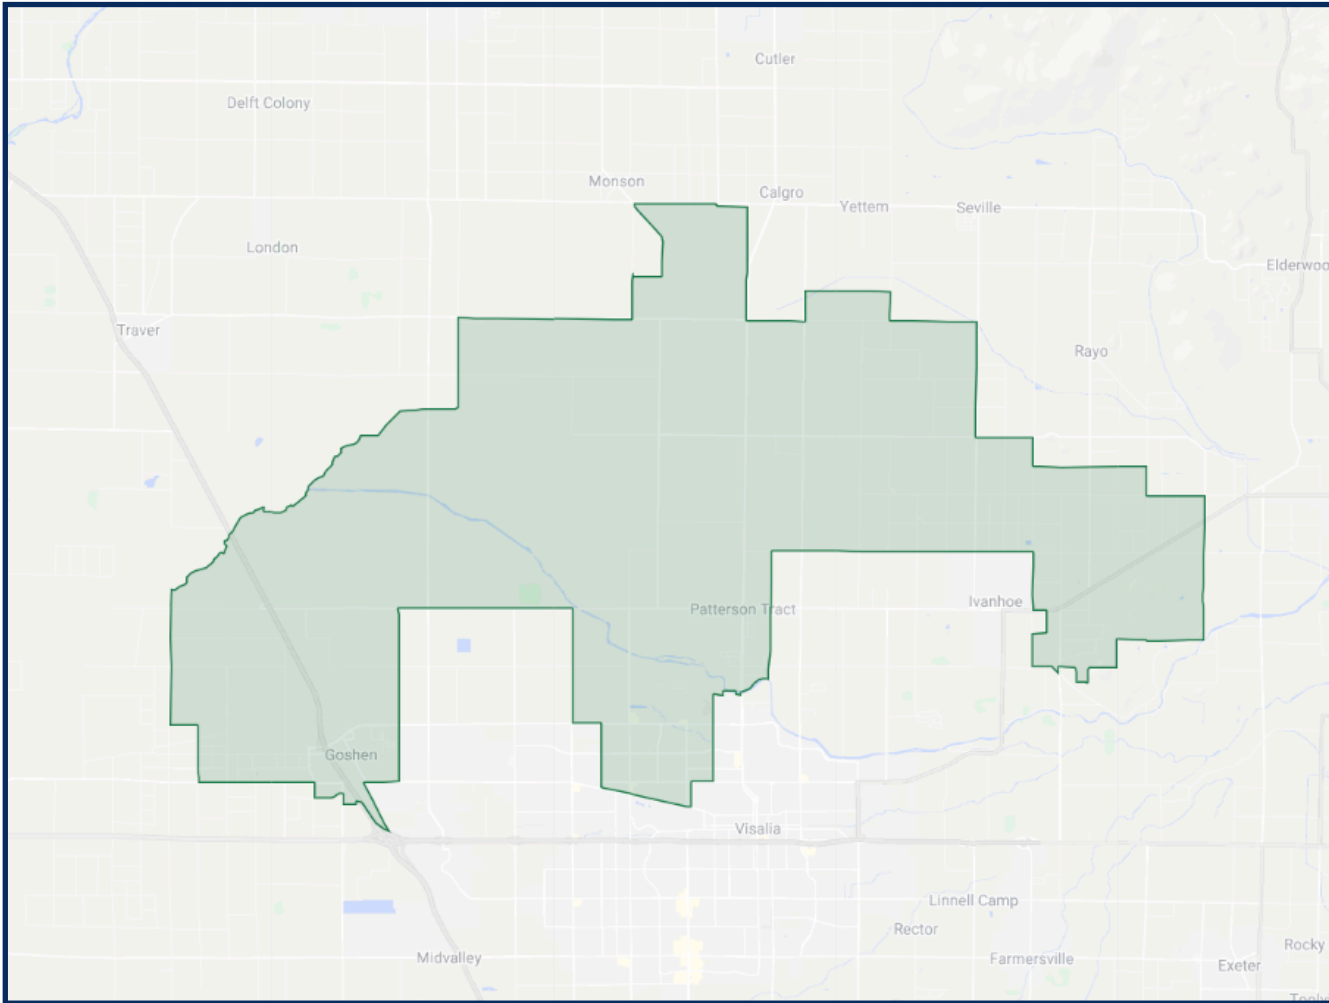 Cutler
Delft Colony
Monson
Calgro
Yettem
Seville
London
Elderwoo
Traver
Rayo
Patterson Tract
Ivanhoe
Goshen
Visalia
Linnell Camp
Rector
Rocky
Midvalley
Farmersville
Exeter